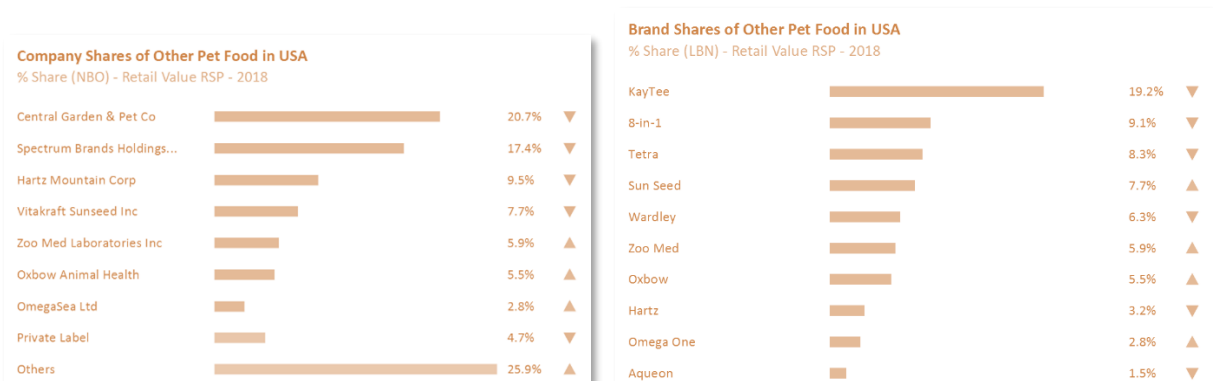 Company Shares of Other Pet Food in USA
% Share (NBO) - Retail Value RSP - 2018
Central Garden & Pet Co 20.7% ▼
Spectrum Brands Holdings... 17.4% ▼
Hartz Mountain Corp 9.5% ▼
Vitakraft Sunseed Inc 7.7% ▼
Zoo Med Laboratories Inc 5.9% ▲
Oxbow Animal Health 5.5% ▲
OmegaSea Ltd 2.8% ▲
Private Label 4.7% ▼
Others 25.9% ▲
Brand Shares of Other Pet Food in USA
% Share (LBN) - Retail Value RSP - 2018
KayTee 19.2% ▼
8-in-1 9.1% ▼
Tetra 8.3% ▼
Sun Seed 7.7% ▲
Wardley 6.3% ▼
Zoo Med 5.9% ▲
Oxbow 5.5% ▲
Hartz 3.2% ▼
Omega One 2.8% ▲
Aqueon 1.5% ▼